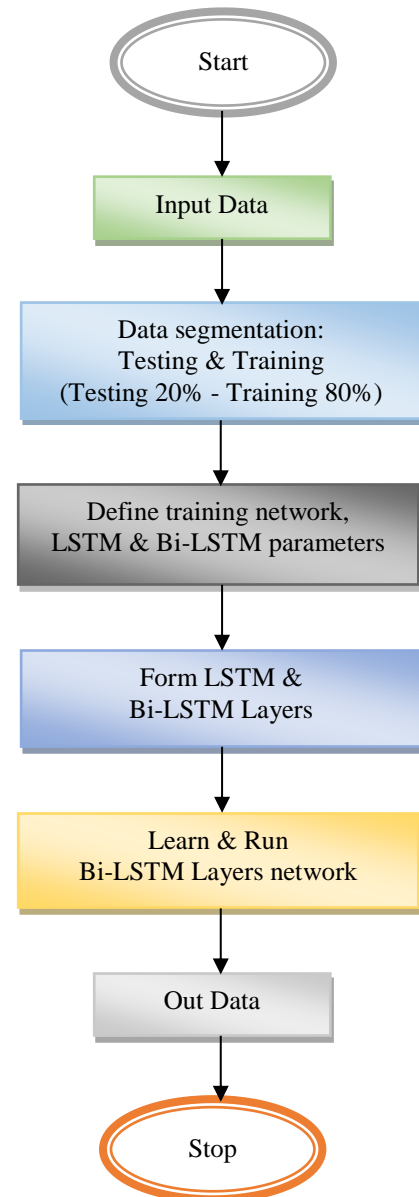 Start
Input Data
Data segmentation:
Testing & Training
(Testing 20% - Training 80%)
Define training network,
LSTM & Bi-LSTM parameters
Form LSTM &
Bi-LSTM Layers
Learn & Run
Bi-LSTM Layers network
Out Data
Stop